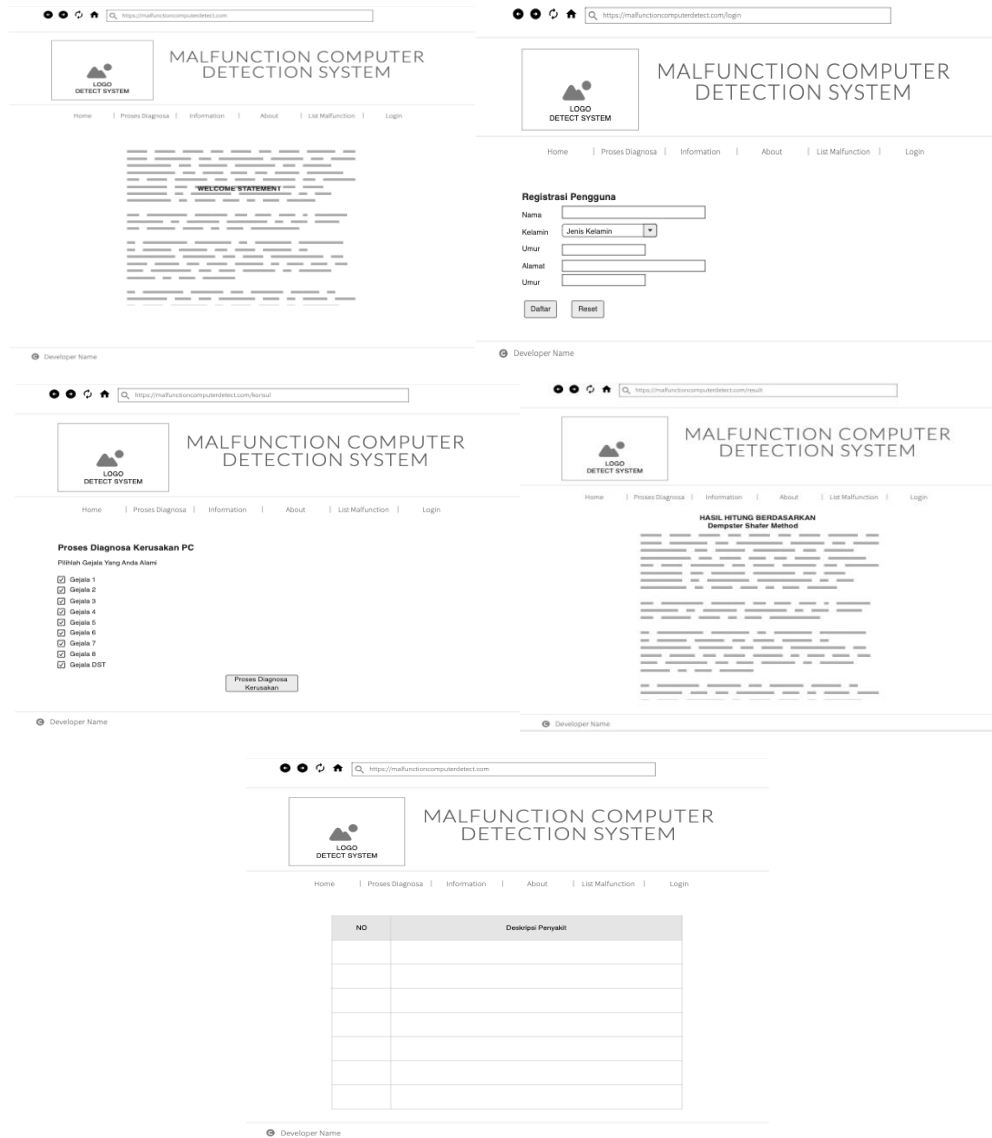 https://malfunctioncomputerdetect.com
LOGO
DETECT SYSTEM
MALFUNCTION COMPUTER
DETECTION SYSTEM
Home | Proses Diagnosa | Information | About | List Malfunction | Login
WELCOME STATEMENT
Developer Name
https://malfunctioncomputerdetect.com/login
LOGO
DETECT SYSTEM
MALFUNCTION COMPUTER
DETECTION SYSTEM
Home | Proses Diagnosa | Information | About | List Malfunction | Login
Registrasi Pengguna
Nama
Kelamin Jenis Kelamin
Umur
Alamat
Umur
Daftar Reset
Developer Name
https://malfunctioncomputerdetect.com/konsul
LOGO
DETECT SYSTEM
MALFUNCTION COMPUTER
DETECTION SYSTEM
Home | Proses Diagnosa | Information | About | List Malfunction | Login
Proses Diagnosa Kerusakan PC
Pilihlah Gejala Yang Anda Alami
Gejala 1
Gejala 2
Gejala 3
Gejala 4
Gejala 5
Gejala 6
Gejala 7
Gejala 8
Gejala DST
Proses Diagnosa
Kerusakan
Developer Name
https://malfunctioncomputerdetect.com/result
LOGO
DETECT SYSTEM
MALFUNCTION COMPUTER
DETECTION SYSTEM
Home | Proses Diagnosa | Information | About | List Malfunction | Login
HASIL HITUNG BERDASARKAN
Dempster Shafer Method
Developer Name
https://malfunctioncomputerdetect.com
LOGO
DETECT SYSTEM
MALFUNCTION COMPUTER
DETECTION SYSTEM
Home | Proses Diagnosa | Information | About | List Malfunction | Login
NO Deskripsi Penyakit
Developer Name